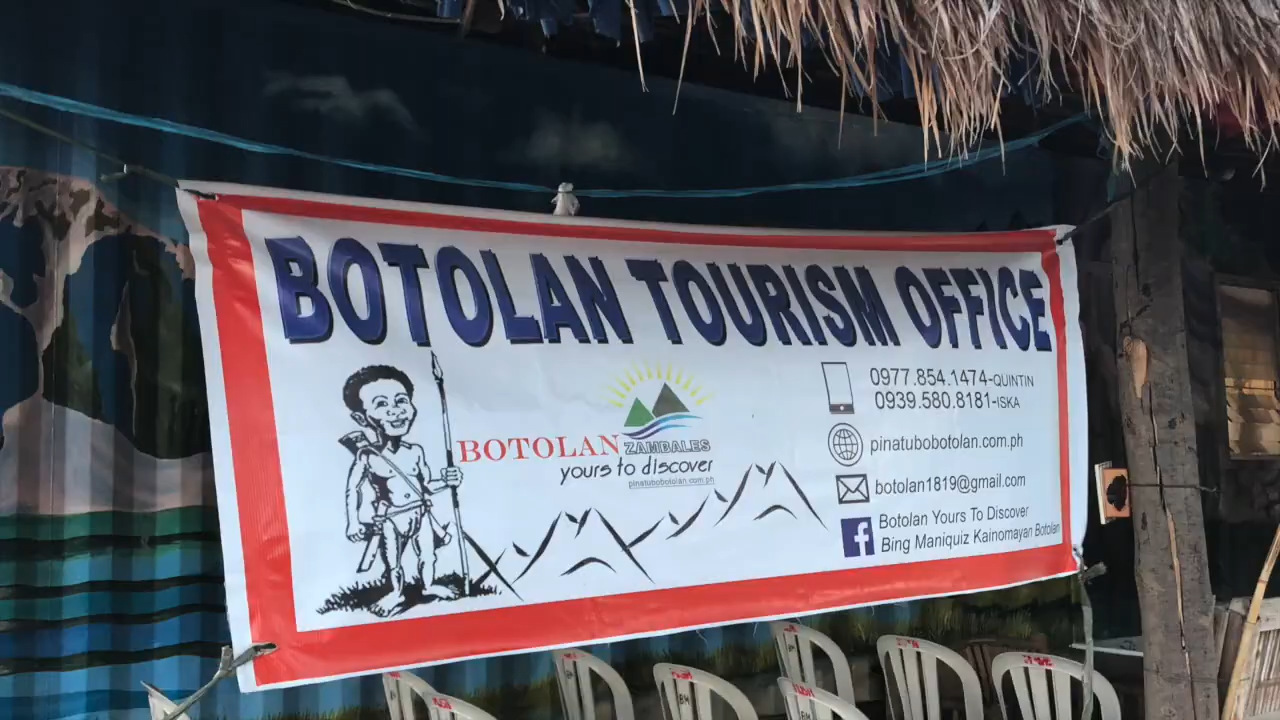 BOTOLAN TOURISM OFFICE
BOTOLAN ZAMBALES
yours to discover
pinatubobotolan.com.ph
0977.854.1474-QUINTIN
0939.580.8181-ISKA
pinatubobotolan.com.ph
botolan1819@gmail.com
f
Botolan Yours To Discover
Bing Maniquiz Kainomayan Botolan